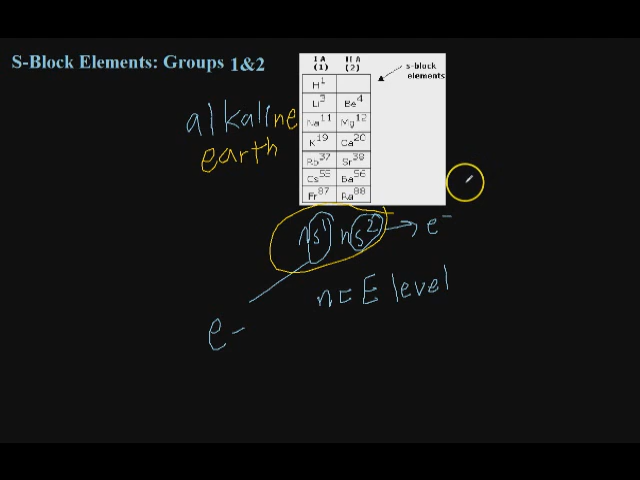 S-Block Elements: Groups 1&2
I A II A
(1) (2)
s-block
elements
H1
Li3 Be4
Na11 Mg12
K19 Ca20
Rb37 Sr38
Cs55 Ba56
Fr87 Ra88
alkaline
earth
ns1 ns2 → e-
n = E level
e-